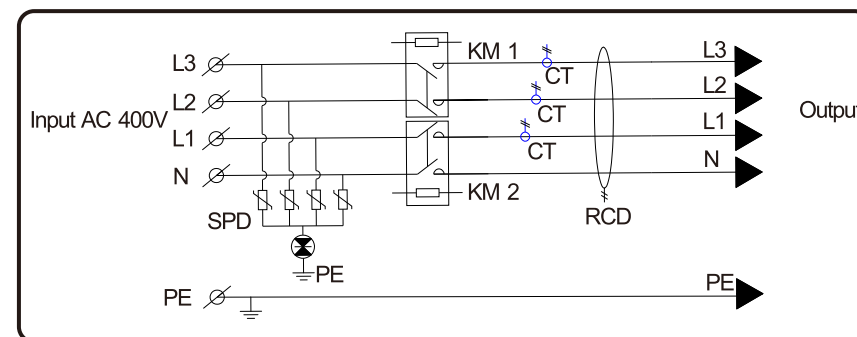 L3
KM 1
CT
L3
L2
CT
L2
Input AC 400V
Output
L1
CT
L1
N
N
KM 2
SPD
RCD
PE
PE
PE